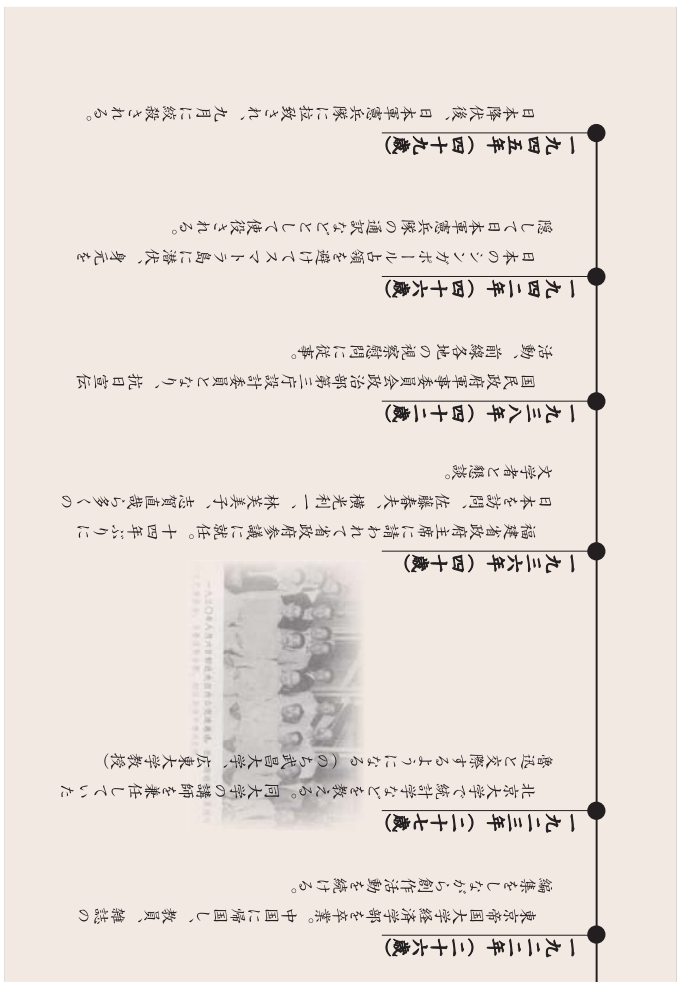 一九二二年（二十六歳）
東京帝国大学経済学部を卒業。中国に帰国し、教員、雑誌の
編集をしながら創作活動を続ける。
一九二三年（二十七歳）
北京大学で統計学などを教える。同大学の講師を兼任していた
魯迅と交際するようになる（のち武昌大学、広東大学教授）
一九三六年（四十歳）
福建省政府主席に請われて省政府参議に就任。十四年ぶりに
日本を訪問、佐藤春夫、横光利一、林芙美子、志賀直哉ら多くの
文学者と懇談。
一九三八年（四十二歳）
国民政府軍事委員会政治部第三庁設計委員となり、抗日宣伝
活動、前線各地の視察慰問に従事。
一九四二年（四十六歳）
日本のシンガポール占領を避けてスマトラ島に潜伏、身元を
隠して日本軍憲兵隊の通訳などとして使役される。
一九四五年（四十九歳）
日本降伏後、日本軍憲兵隊に拉致され、九月に絞殺される。